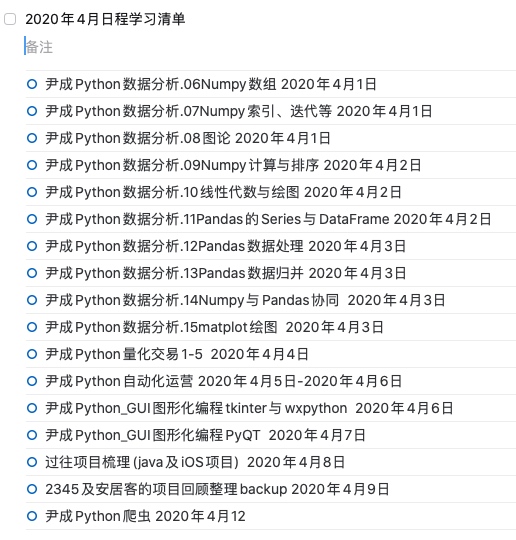 2020年4月日程学习清单
备注
尹成Python数据分析.06Numpy数组 2020年4月1日
尹成Python数据分析.07Numpy索引、迭代等 2020年4月1日
尹成Python数据分析.08图论 2020年4月1日
尹成Python数据分析.09Numpy计算与排序 2020年4月2日
尹成Python数据分析.10线性代数与绘图 2020年4月2日
尹成Python数据分析.11Pandas的Series与DataFrame 2020年4月2日
尹成Python数据分析.12Pandas数据处理 2020年4月3日
尹成Python数据分析.13Pandas数据归并 2020年4月3日
尹成Python数据分析.14Numpy与Pandas协同  2020年4月3日
尹成Python数据分析.15matplot绘图  2020年4月3日
尹成Python量化交易1-5  2020年4月4日
尹成Python自动化运营 2020年4月5日-2020年4月6日
尹成Python_GUI图形化编程tkinter与wxpython  2020年4月6日
尹成Python_GUI图形化编程PyQT  2020年4月7日
过往项目梳理(java及iOS项目)  2020年4月8日
2345及安居客的项目回顾整理backup 2020年4月9日
尹成Python爬虫 2020年4月12